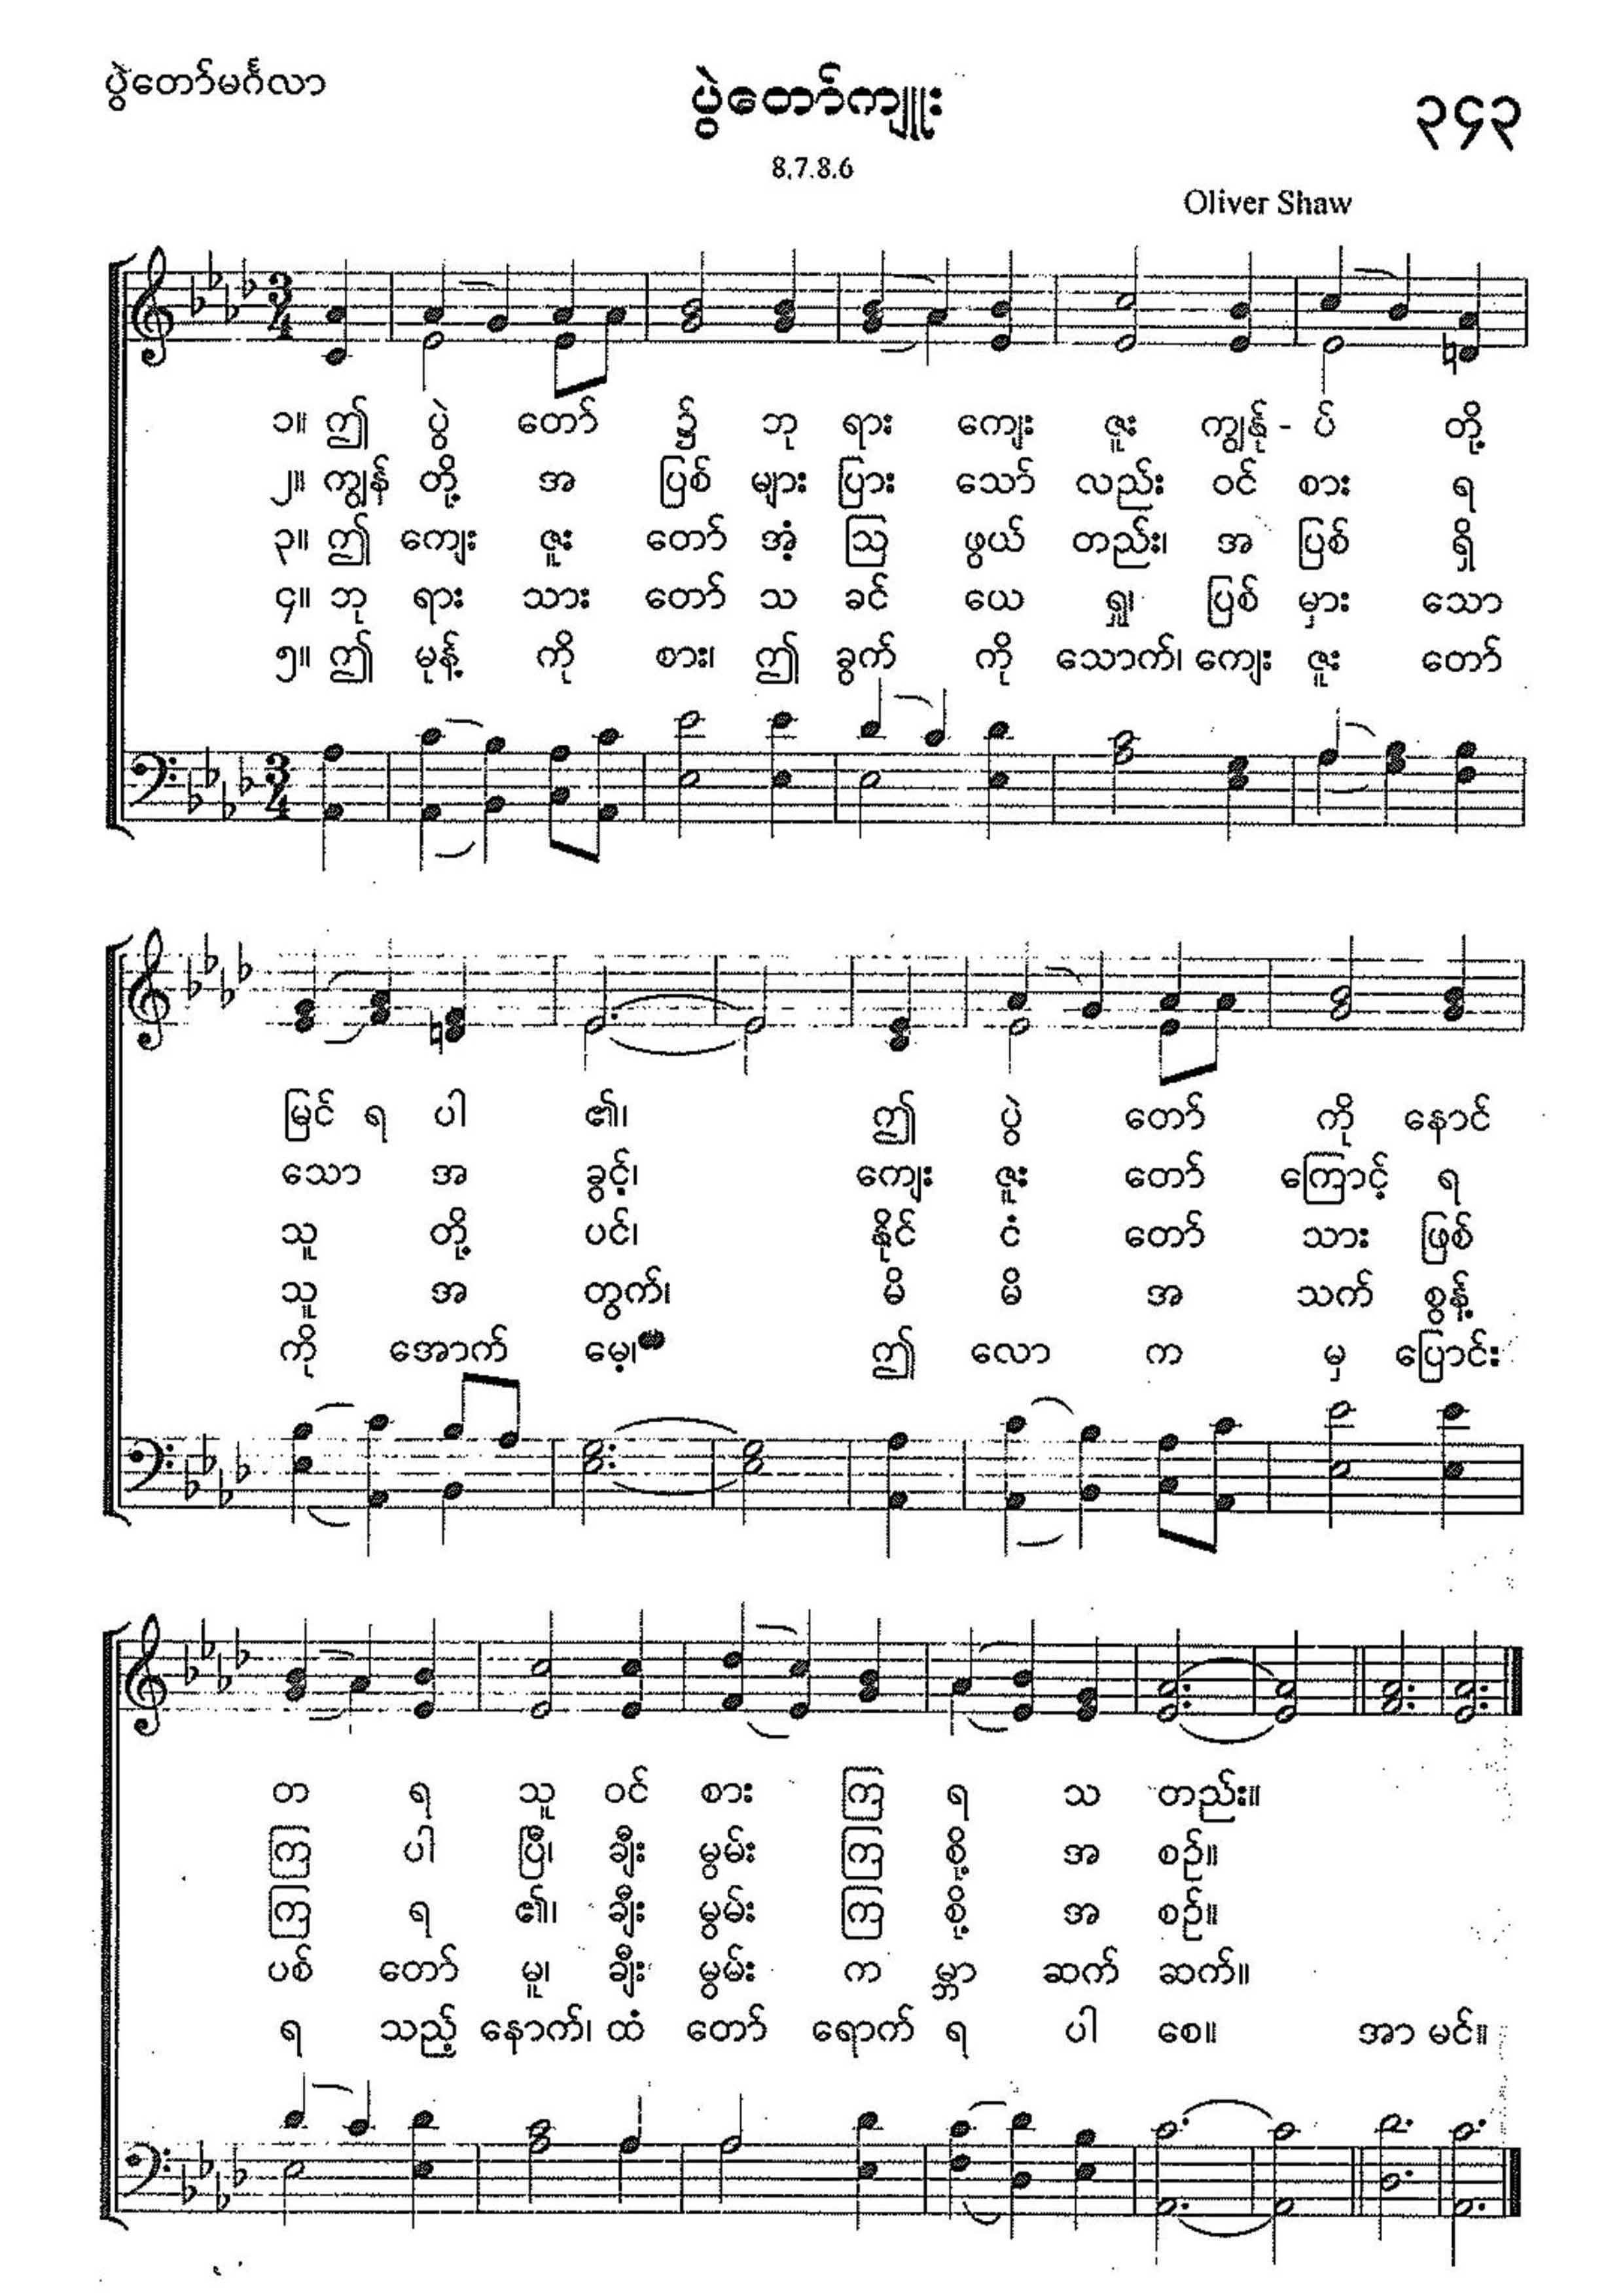 ပွဲတော်မင်္ဂလာ
ပွဲတော်ကျူး
၃၄၃
8.7.8.6
Oliver Shaw
၁။ ဤ ပွဲ တော် ၌ ဘု ရား ကျေး ဇူး ကျွန်ု - ပ် တို့
၂။ ကျွန် တို့ အ ပြစ် များ ပြား သော် လည်း ဝင် စား ရ
၃။ ဤ ကျေး ဇူး တော် အံ့ ဩ ဖွယ် တည်း၊ အ ပြစ် ရှိ
၄။ ဘု ရား သား တော် သ ခင် ယေ ရှု၊ ပြစ် မှား သော
၅။ ဤ မုန့် ကို စား၊ ဤ ခွက် ကို သောက်၊ ကျေး ဇူး တော်
မြင် ရ ပါ ၏၊ ဤ ပွဲ တော် ကို နောင်
သော အ ခွင့်၊ ကျေး ဇူး တော် ကြောင့် ရ
သူ တို့ ပင်၊ နိုင် ငံ တော် သား ဖြစ်
သူ အ တွက်၊ မိ မိ အ သက် စွန့်
ကို အောက် မေ့၊ ဤ လော က မှ ပြောင်း
တ ရ သူ ဝင် စား ကြ ရ သ တည်း။
ကြ ပါ ပြီ၊ ချီး မွမ်း ကြ စို့ အ စဉ်။
ကြ ရ ၏၊ ချီး မွမ်း ကြ စို့ အ စဉ်။
ပစ် တော် မူ၊ ချီး မွမ်း က မ္ဘာ ဆက် ဆက်။
ရ သည့် နောက်၊ ထံ တော် ရောက် ရ ပါ စေ။ အာ မင်။